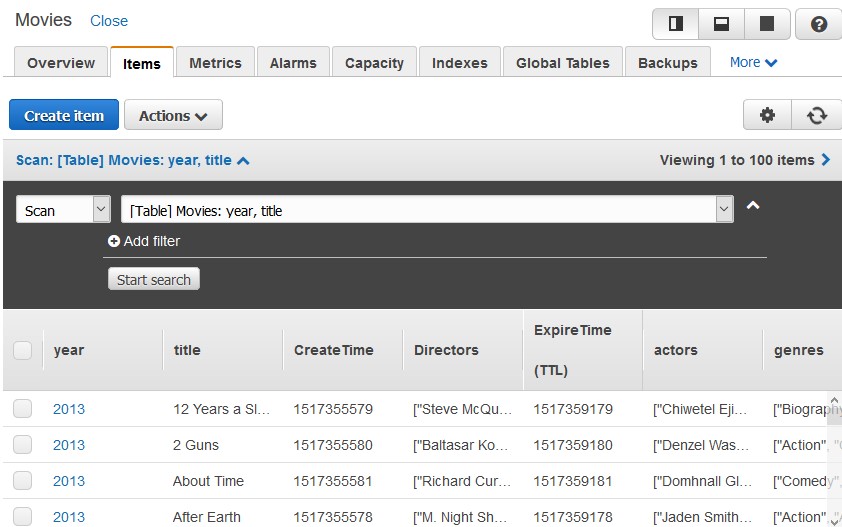 Movies Close
Overview Items Metrics Alarms Capacity Indexes Global Tables Backups More
Create item Actions
Scan: [Table] Movies: year, title Viewing 1 to 100 items
Scan [Table] Movies: year, title
Add filter
Start search
year title CreateTime Directors ExpireTime (TTL) actors genres
2013 12 Years a Sl... 1517355579 ["Steve McQu... 1517359179 ["Chiwetel Eji... ["Biography
2013 2 Guns 1517355580 ["Baltasar Ko... 1517359180 ["Denzel Was... ["Action", "C
2013 About Time 1517355581 ["Richard Cur... 1517359181 ["Domhnall Gl... ["Comedy",
2013 After Earth 1517355578 ["M. Night Sh... 1517359178 ["Jaden Smith... ["Action", "A